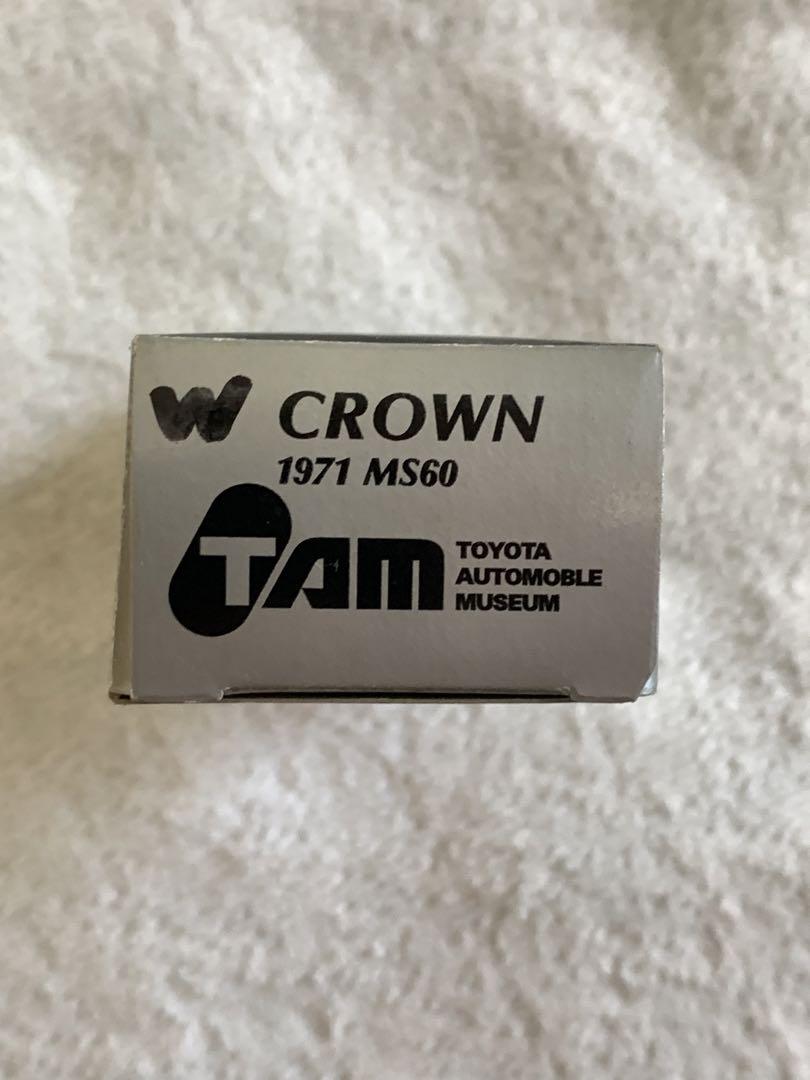 W CROWN
1971 MS60
TAM
TOYOTA
AUTOMOBLE
MUSEUM